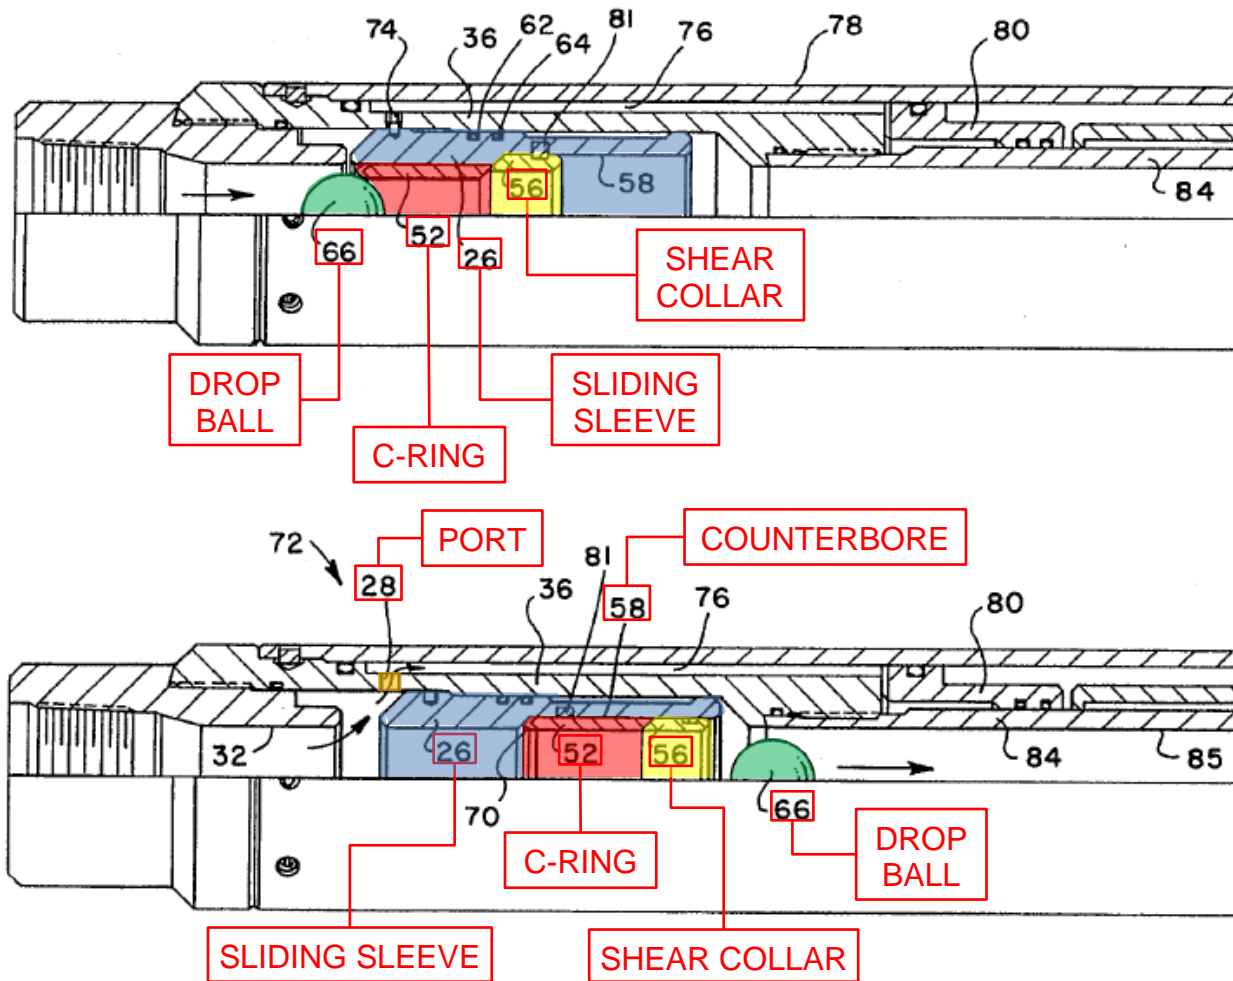 74
36
62
64
81
76
78
80
56
58
84
66
52
26
SHEAR
COLLAR
DROP
BALL
SLIDING
SLEEVE
C-RING
PORT
COUNTERBORE
72
28
81
58
36
76
80
32
26
52
56
84
85
70
66
C-RING
DROP
BALL
SLIDING SLEEVE
SHEAR COLLAR